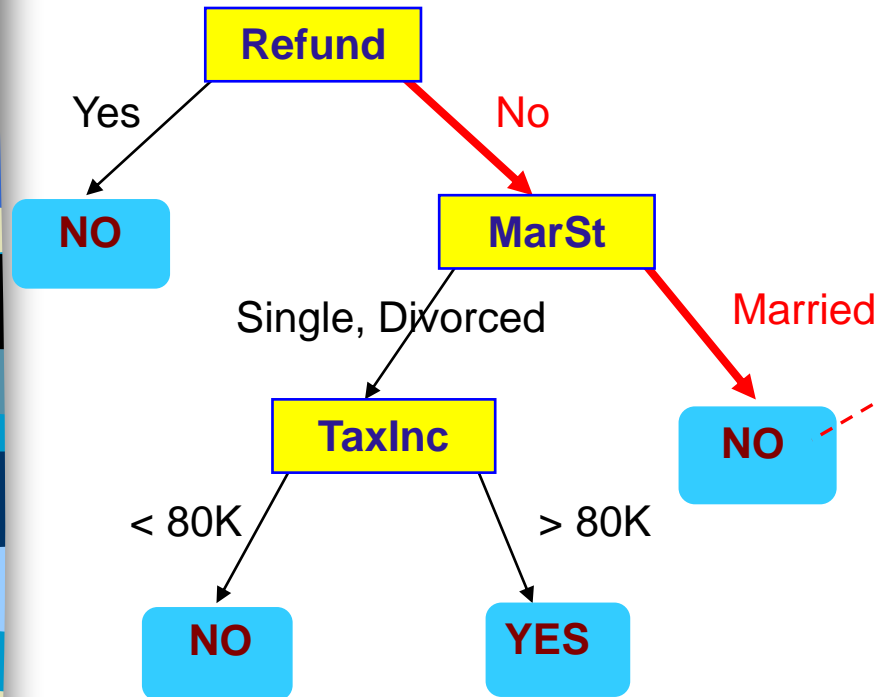 Refund
Yes
No
NO
MarSt
Single, Divorced
Married
TaxInc
NO
< 80K
> 80K
NO
YES